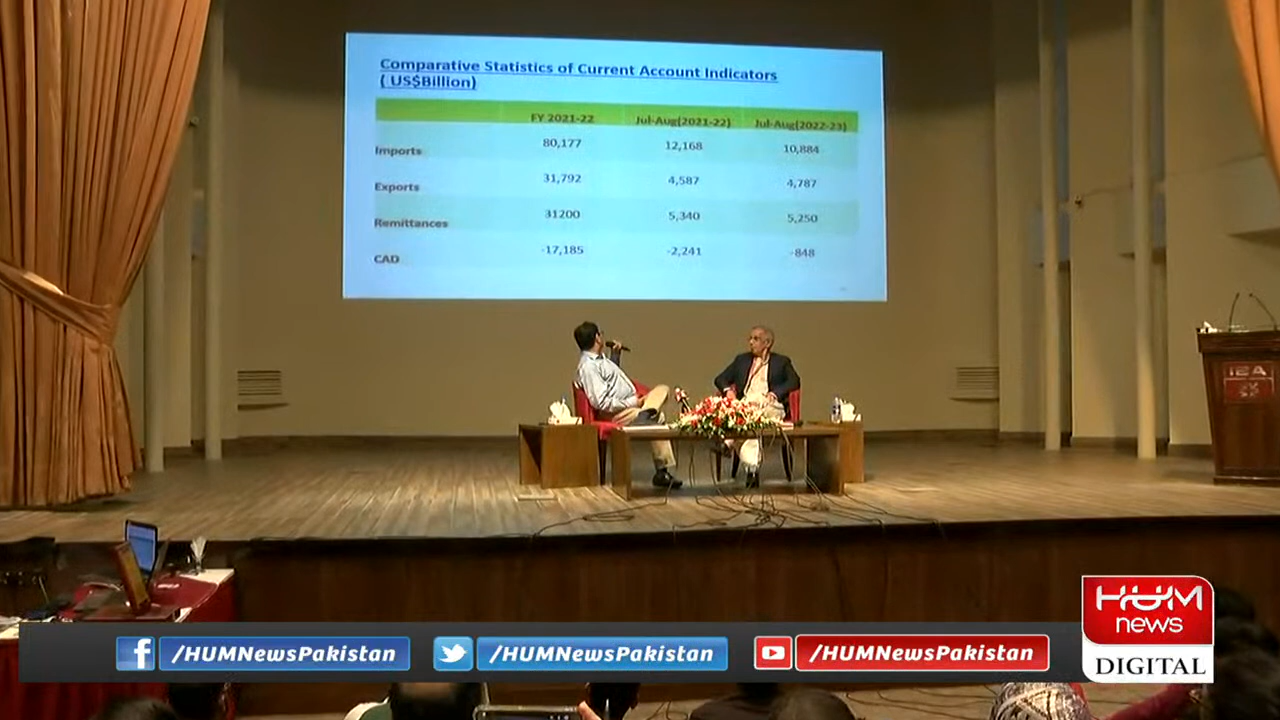 Comparative Statistics of Current Account Indicators
( US$Billion)
FY 2021-22 Jul-Aug(2021-22) Jul-Aug(2022-23)
Imports 80,177 12,168 10,884
Exports 31,792 4,587 4,787
Remittances 31200 5,340 5,250
CAD -17,185 -2,241 -848
IBA
/HUMNewsPakistan /HUMNewsPakistan /HUMNewsPakistan
HUM
news
DIGITAL